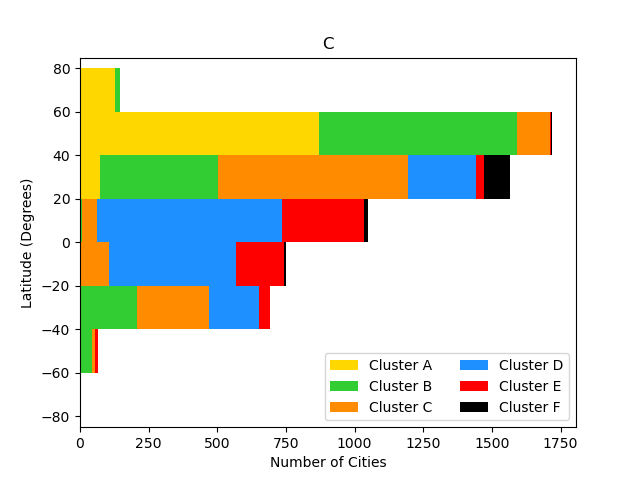 C
80
60
40
20
0
−20
−40
−60
−80
Latitude (Degrees)
0 250 500 750 1000 1250 1500 1750
Number of Cities
Cluster A Cluster D
Cluster B Cluster E
Cluster C Cluster F